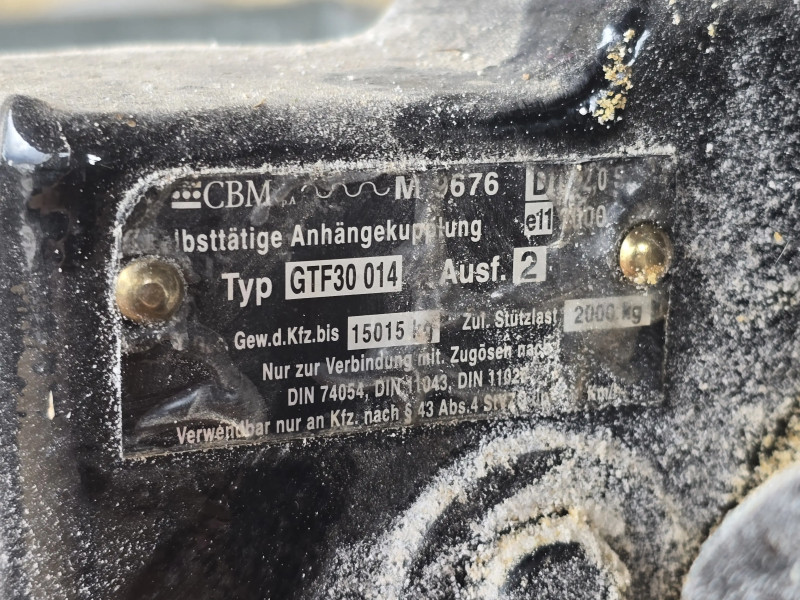 CBM
ibsttätige Anhängekupplung e11
Typ GTF30 014 Ausf. 2
Gew.d.Kfz.bis 15015 kg Zul. Stützlast 2000 kg
Nur zur Verbindung mit. Zugösen nach
DIN 74054, DIN 11043, DIN
Verwendbar nur an Kfz. nach § 43 Abs.4 km/h